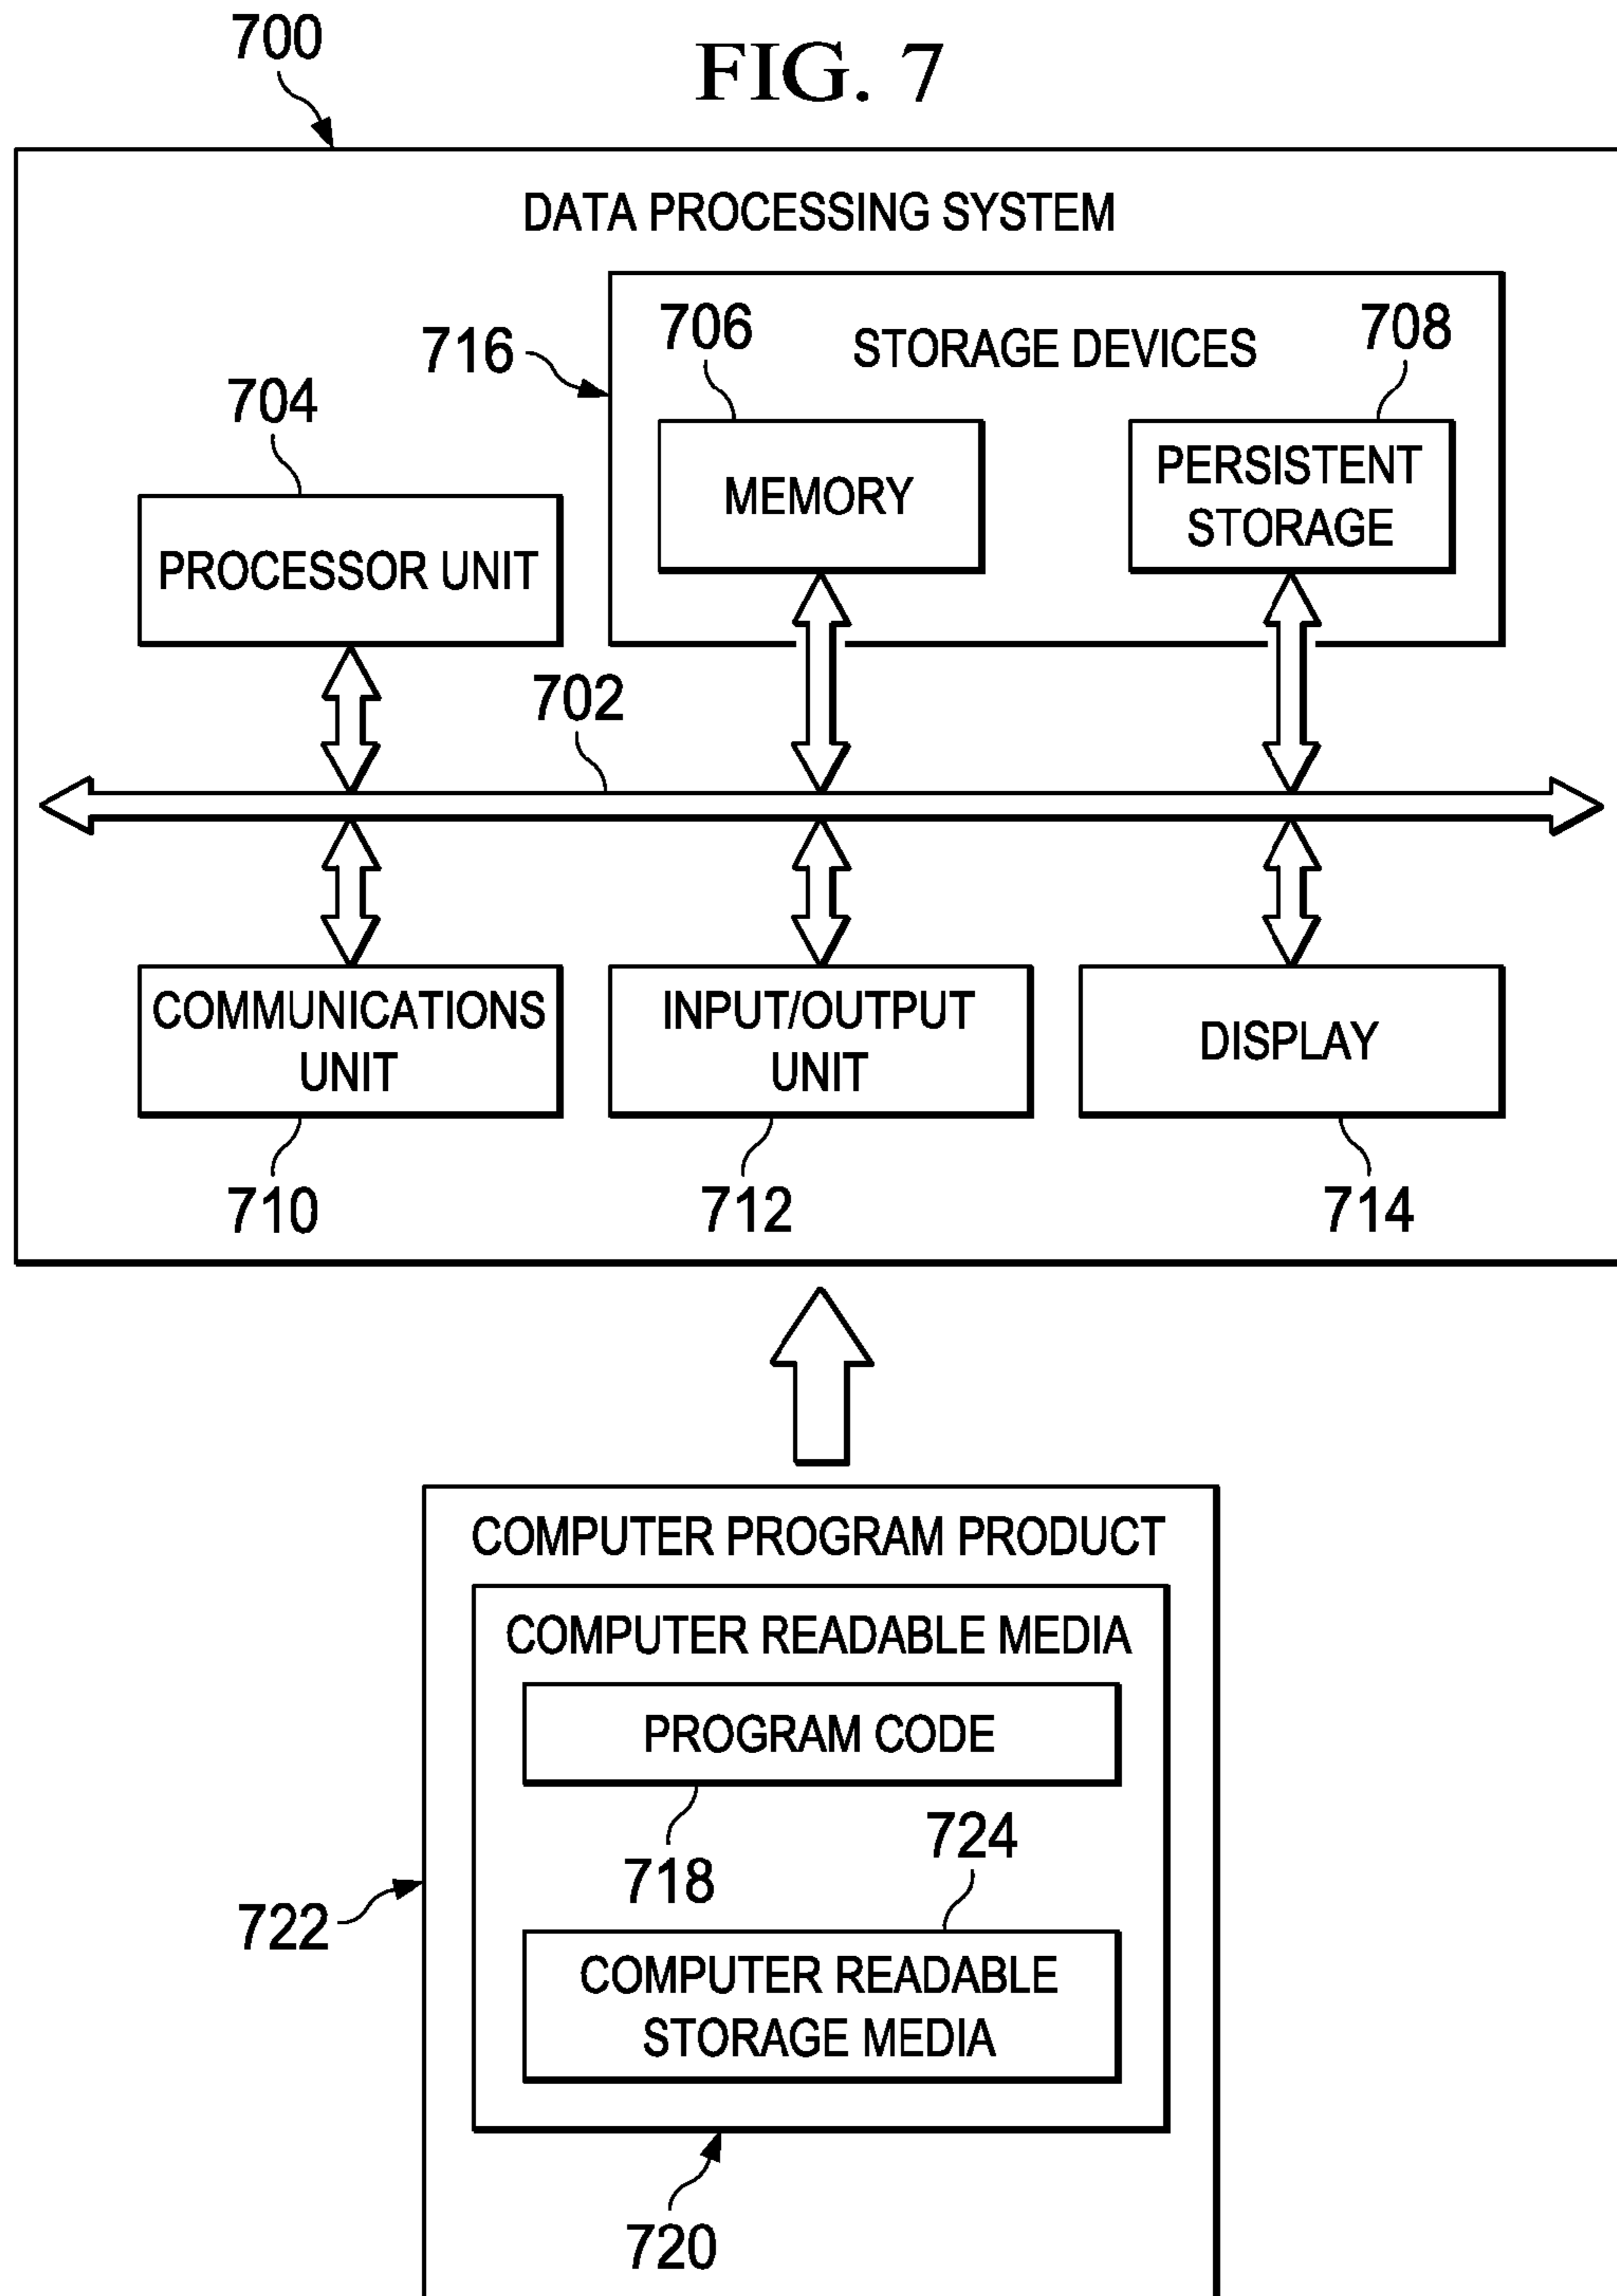 700
FIG. 7
DATA PROCESSING SYSTEM
716
706
STORAGE DEVICES
708
704
MEMORY
PERSISTENT
STORAGE
PROCESSOR UNIT
702
COMMUNICATIONS
UNIT
INPUT/OUTPUT
UNIT
DISPLAY
710
712
714
COMPUTER PROGRAM PRODUCT
COMPUTER READABLE MEDIA
PROGRAM CODE
718
724
722
COMPUTER READABLE
STORAGE MEDIA
720